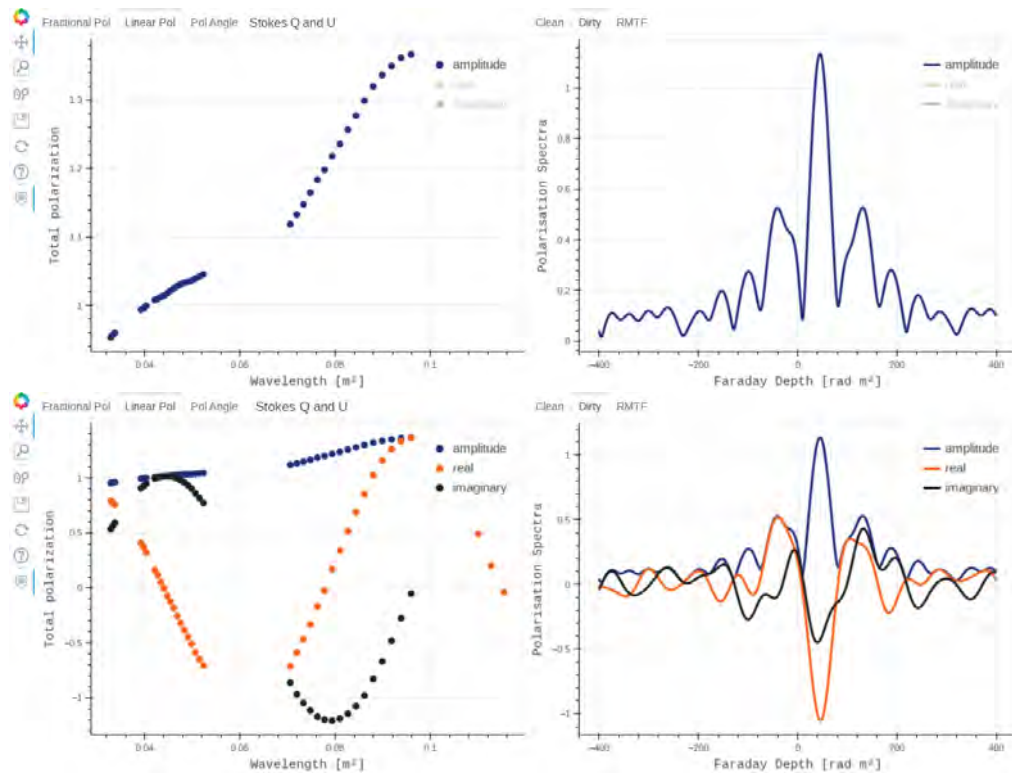 Fractional Pol Linear Pol Pol Angle Stokes Q and U
amplitude
real
Total polarization
1.3
1.2
1.1
1
0.04 0.06 0.08 0.1
Wavelength [m²]
Clean Dirty RMTF
amplitude
real
Polarisation Spectra
1
0.8
0.6
0.4
0.2
0
−400 −200 0 200 400
Faraday Depth [rad m²]
Fractional Pol Linear Pol Pol Angle Stokes Q and U
amplitude
real
imaginary
Total polarization
1
0.5
0
−0.5
−1
0.04 0.06 0.08 0.1
Wavelength [m²]
Clean Dirty RMTF
amplitude
real
imaginary
Polarisation Spectra
1
0.5
0
−0.5
−1
−400 −200 0 200 400
Faraday Depth [rad m²]